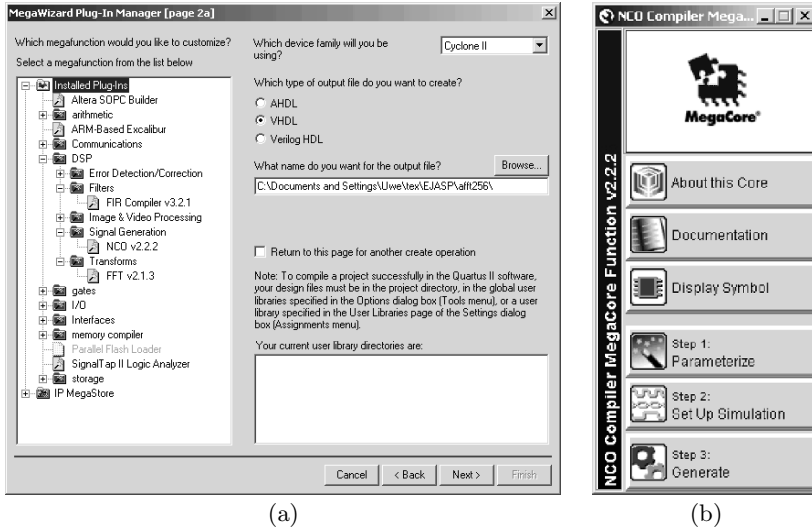 MegaWizard Plug-In Manager [page 2a]
Which megafunction would you like to customize?
Select a megafunction from the list below
Installed Plug-Ins
Altera SOPC Builder
arithmetic
ARM-Based Excalibur
Communications
DSP
Error Detection/Correction
Filters
FIR Compiler v3.2.1
Image & Video Processing
Signal Generation
NCO v2.2.2
Transforms
FFT v2.1.3
gates
I/O
Interfaces
memory compiler
Parallel Flash Loader
SignalTap II Logic Analyzer
storage
IP MegaStore
Which device family will you be
using?
Cyclone II
Which type of output file do you want to create?
AHDL
VHDL
Verilog HDL
What name do you want for the output file?
Browse...
C:\Documents and Settings\Uwe\tex\EJASP\afft256\
Return to this page for another create operation
Note: To compile a project successfully in the Quartus II software,
your design files must be in the project directory, in the global user
libraries specified in the Options dialog box (Tools menu), or a user
library specified in the User Libraries page of the Settings dialog
box (Assignments menu).
Your current user library directories are:
Cancel
< Back
Next >
Finish
(a)
NCO Compiler Mega...
NCO Compiler MegaCore Function v2.2.2
MegaCore®
About this Core
Documentation
Display Symbol
Step 1:
Parameterize
Step 2:
Set Up Simulation
Step 3:
Generate
(b)